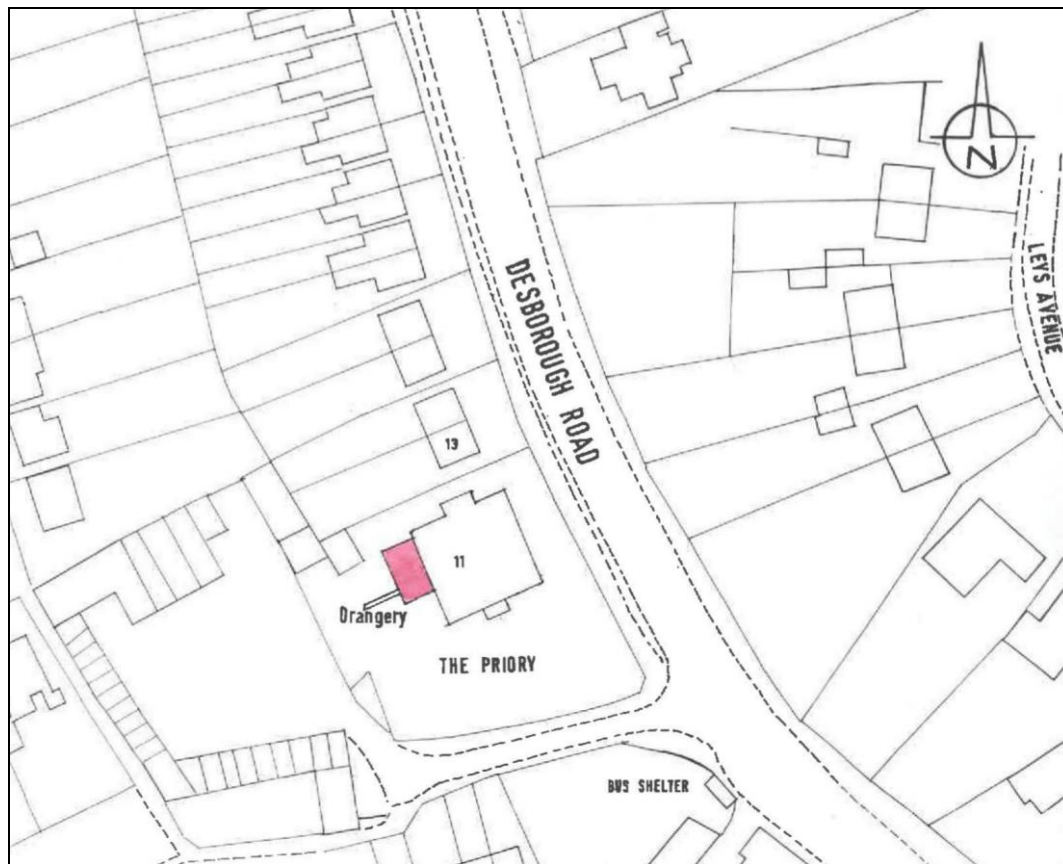 N
LEYS AVENUE
DESBOROUGH ROAD
13
11
Orangery
THE PRIORY
BUS SHELTER